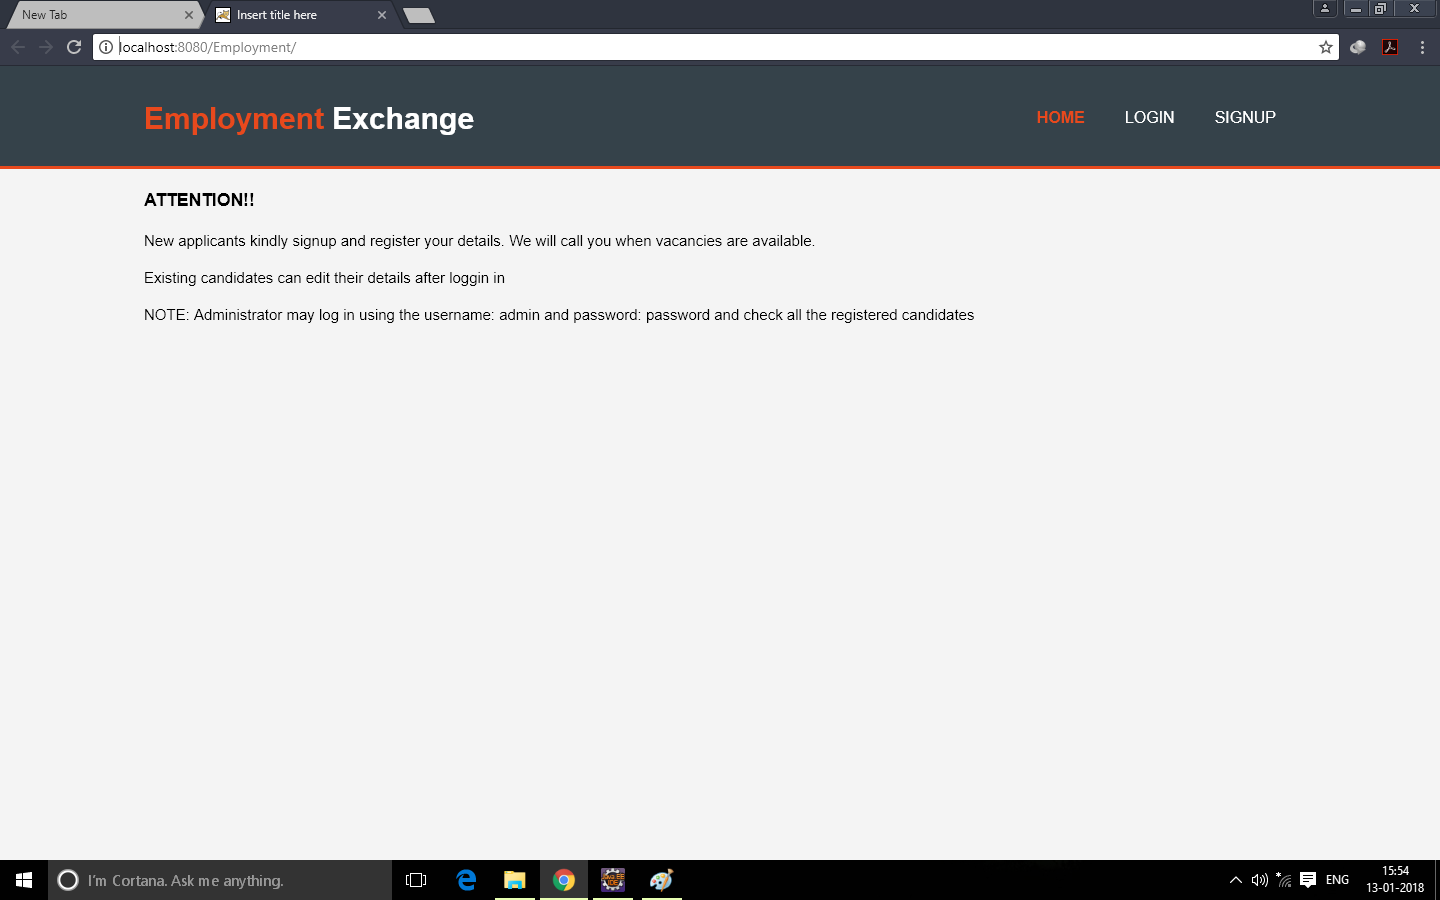 New Tab
Insert title here
localhost:8080/Employment/
Employment Exchange
HOME LOGIN SIGNUP
ATTENTION!!
New applicants kindly signup and register your details. We will call you when vacancies are available.
Existing candidates can edit their details after loggin in
NOTE: Administrator may log in using the username: admin and password: password and check all the registered candidates
I'm Cortana. Ask me anything.
Java EE
IDE
ENG
15:54
13-01-2018